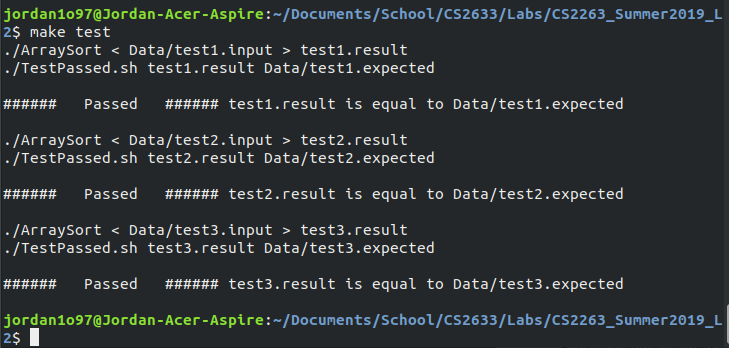 jordan1o97@Jordan-Acer-Aspire:~/Documents/School/CS2633/Labs/CS2263_Summer2019_L
2$ make test
./ArraySort < Data/test1.input > test1.result
./TestPassed.sh test1.result Data/test1.expected
######   Passed   ###### test1.result is equal to Data/test1.expected
./ArraySort < Data/test2.input > test2.result
./TestPassed.sh test2.result Data/test2.expected
######   Passed   ###### test2.result is equal to Data/test2.expected
./ArraySort < Data/test3.input > test3.result
./TestPassed.sh test3.result Data/test3.expected
######   Passed   ###### test3.result is equal to Data/test3.expected
jordan1o97@Jordan-Acer-Aspire:~/Documents/School/CS2633/Labs/CS2263_Summer2019_L
2$